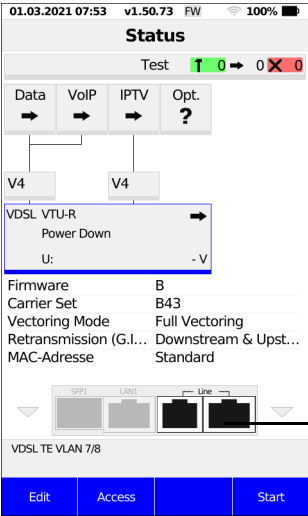 01.03.2021 07:53 v1.50.73 FW 100%
Status
Test 0 0 0
Data VoIP IPTV Opt.
?
V4 V4
VDSL VTU-R
Power Down
U: - V
Firmware B
Carrier Set B43
Vectoring Mode Full Vectoring
Retransmission (G.I... Downstream & Upst...
MAC-Adresse Standard
SFP1 LAN1 Line
VDSL TE VLAN 7/8
Edit Access Start